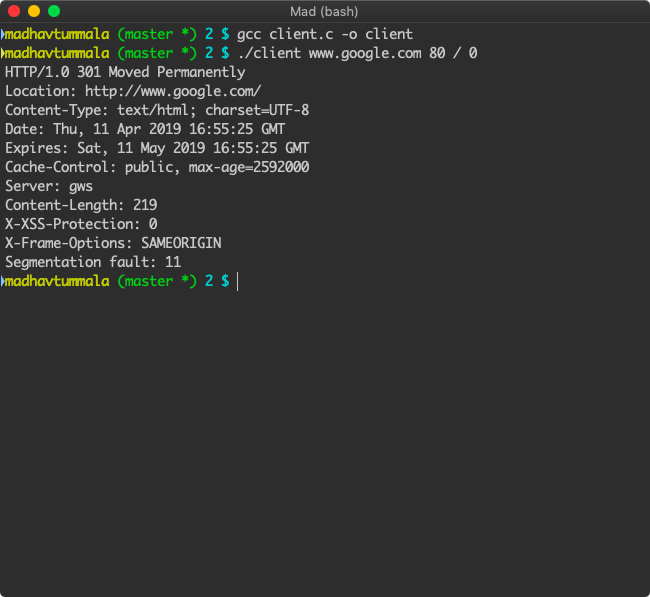 Mad (bash)
madhavtummala (master *) 2 $ gcc client.c -o client
madhavtummala (master *) 2 $ ./client www.google.com 80 / 0
HTTP/1.0 301 Moved Permanently
Location: http://www.google.com/
Content-Type: text/html; charset=UTF-8
Date: Thu, 11 Apr 2019 16:55:25 GMT
Expires: Sat, 11 May 2019 16:55:25 GMT
Cache-Control: public, max-age=2592000
Server: gws
Content-Length: 219
X-XSS-Protection: 0
X-Frame-Options: SAMEORIGIN
Segmentation fault: 11
madhavtummala (master *) 2 $